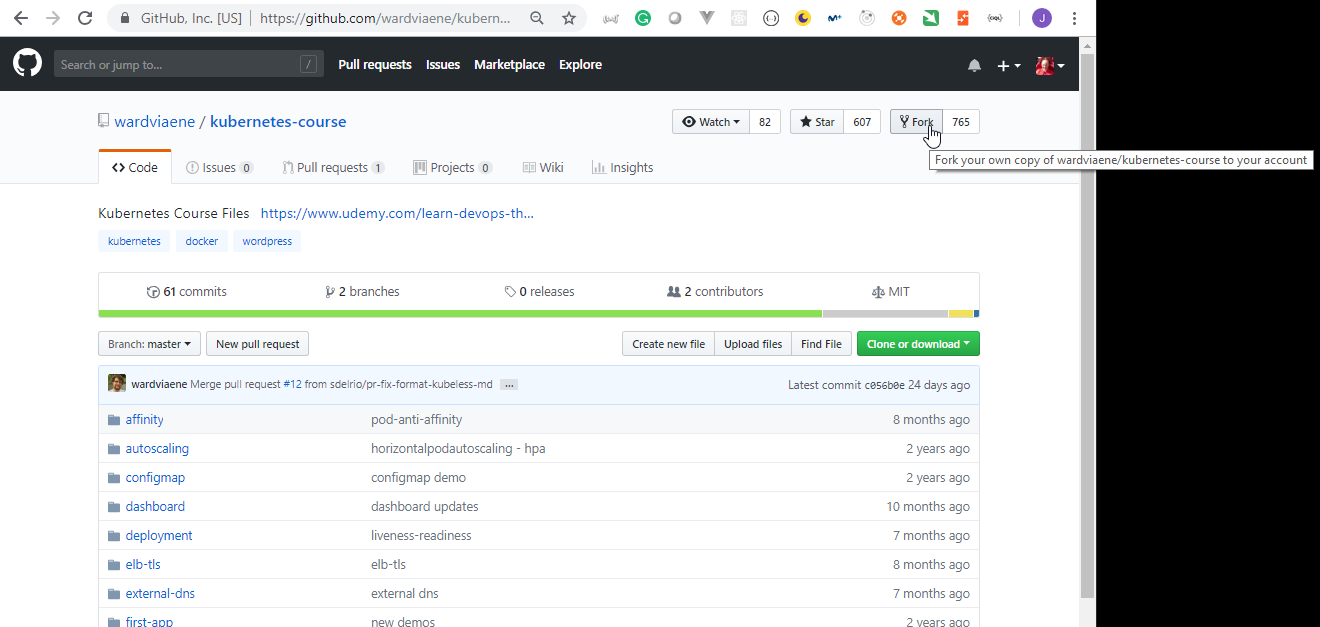 GitHub, Inc. [US] | https://github.com/wardviaene/kubern...
J
Search or jump to... /
Pull requests Issues Marketplace Explore
wardviaene / kubernetes-course
Watch 82 Star 607 Fork 765
Fork your own copy of wardviaene/kubernetes-course to your account
Code Issues 0 Pull requests 1 Projects 0 Wiki Insights
Kubernetes Course Files https://www.udemy.com/learn-devops-th...
kubernetes docker wordpress
61 commits 2 branches 0 releases 2 contributors MIT
Branch: master New pull request Create new file Upload files Find File Clone or download
wardviaene Merge pull request #12 from sdelrio/pr-fix-format-kubeless-md ... Latest commit c056b0e 24 days ago
affinity pod-anti-affinity 8 months ago
autoscaling horizontalpodautoscaling - hpa 2 years ago
configmap configmap demo 2 years ago
dashboard dashboard updates 10 months ago
deployment liveness-readiness 7 months ago
elb-tls elb-tls 8 months ago
external-dns external dns 7 months ago
first-app new demos 2 years ago